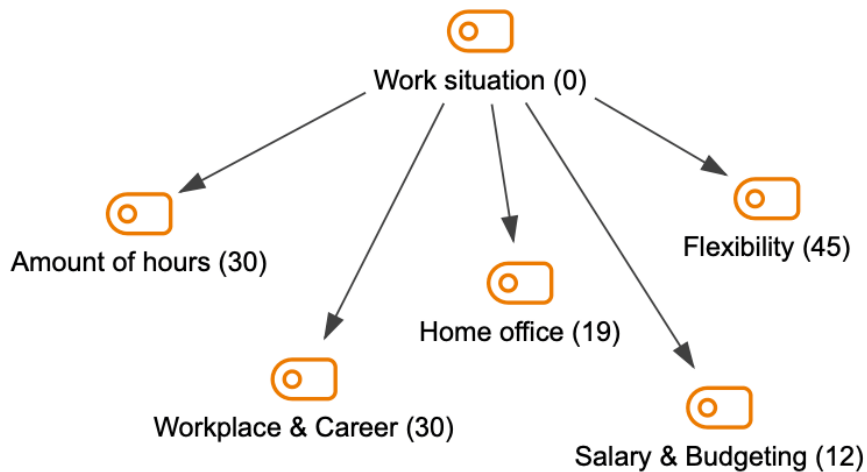 Work situation (0)
Amount of hours (30)
Flexibility (45)
Home office (19)
Workplace & Career (30)
Salary & Budgeting (12)